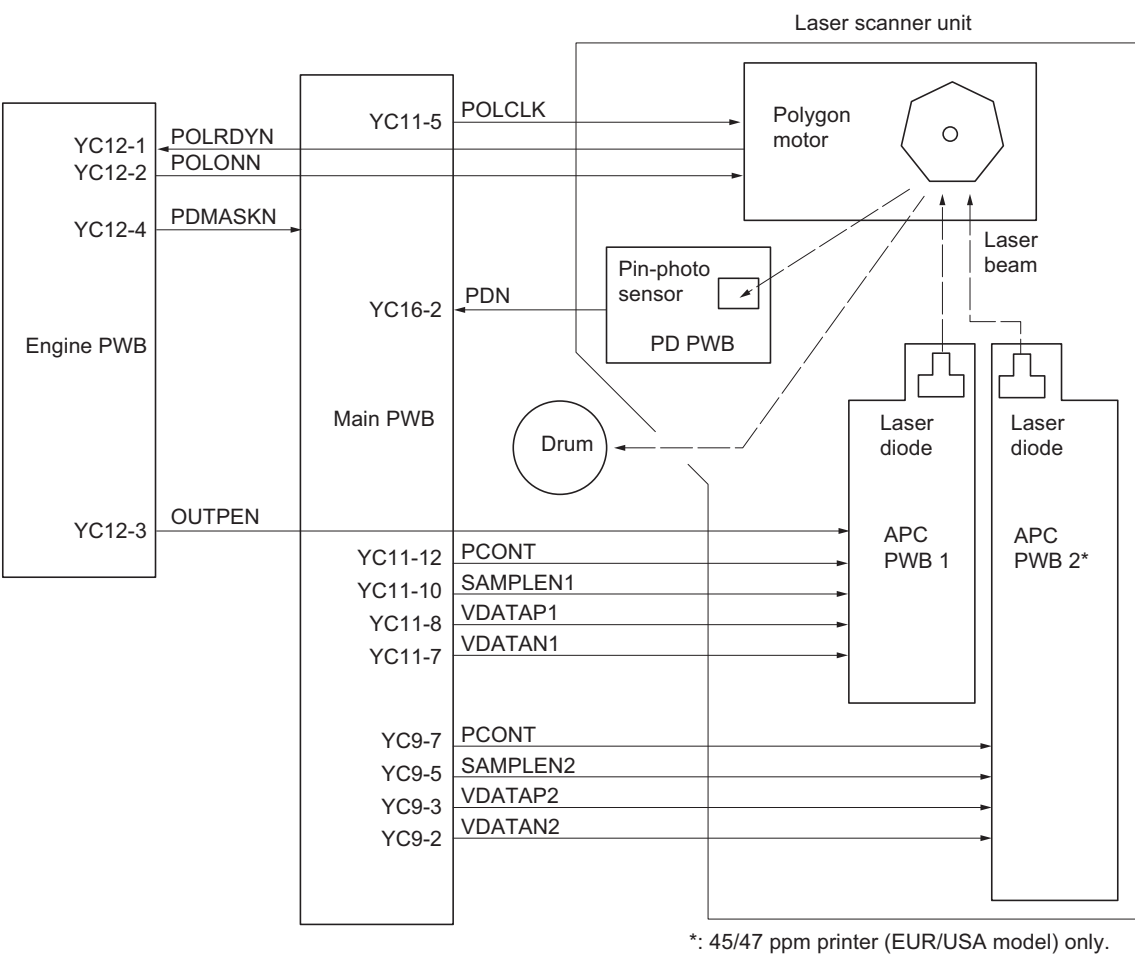 Laser scanner unit
YC11-5
POLCLK
Polygon
motor
YC12-1
POLRDYN
YC12-2
POLONN
YC12-4
PDMASKN
Laser
beam
Pin-photo
sensor
YC16-2
PDN
PD PWB
Engine PWB
Main PWB
Drum
Laser
diode
Laser
diode
YC12-3
OUTPEN
APC
PWB 1
APC
PWB 2*
YC11-12
PCONT
YC11-10
SAMPLEN1
YC11-8
VDATAP1
YC11-7
VDATAN1
YC9-7
PCONT
YC9-5
SAMPLEN2
YC9-3
VDATAP2
YC9-2
VDATAN2
*: 45/47 ppm printer (EUR/USA model) only.